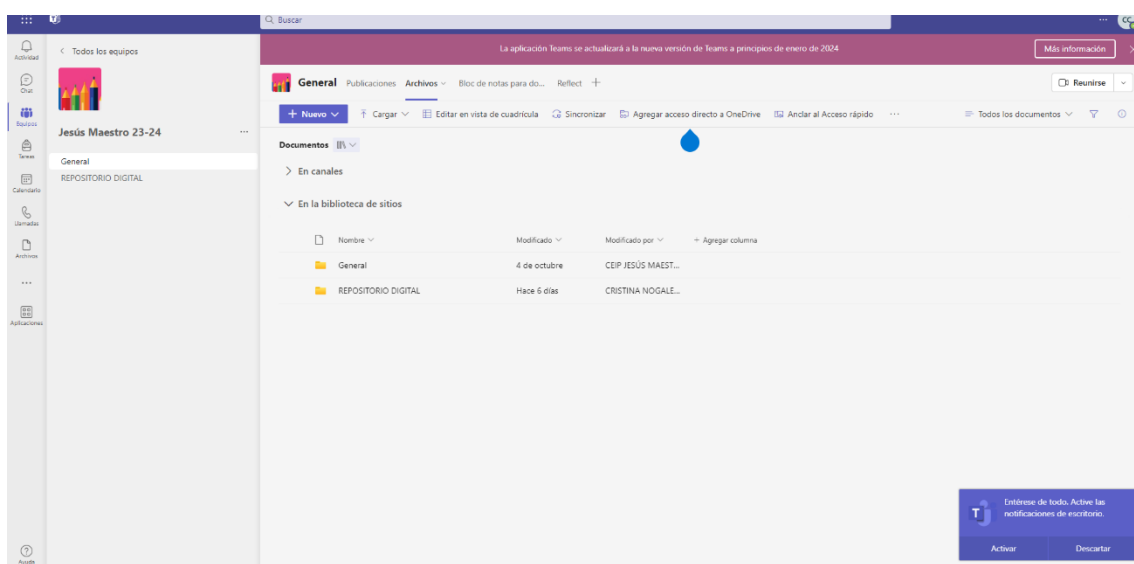 Buscar
CC
Actividad
Chat
Equipos
Tareas
Calendario
Llamadas
Archivos
Aplicaciones
Ayuda
Todos los equipos
Jesús Maestro 23-24
General
REPOSITORIO DIGITAL
La aplicación Teams se actualizará a la nueva versión de Teams a principios de enero de 2024
Más información
General Publicaciones Archivos Bloc de notas para do... Reflect
Reunirse
Nuevo Cargar Editar en vista de cuadrícula Sincronizar Agregar acceso directo a OneDrive Anclar al Acceso rápido ... Todos los documentos
Documentos
En canales
En la biblioteca de sitios
Nombre Modificado Modificado por + Agregar columna
General 4 de octubre CEIP JESÚS MAEST...
REPOSITORIO DIGITAL Hace 6 días CRISTINA NOGALE...
Entérese de todo. Active las
notificaciones de escritorio.
Activar Descartar